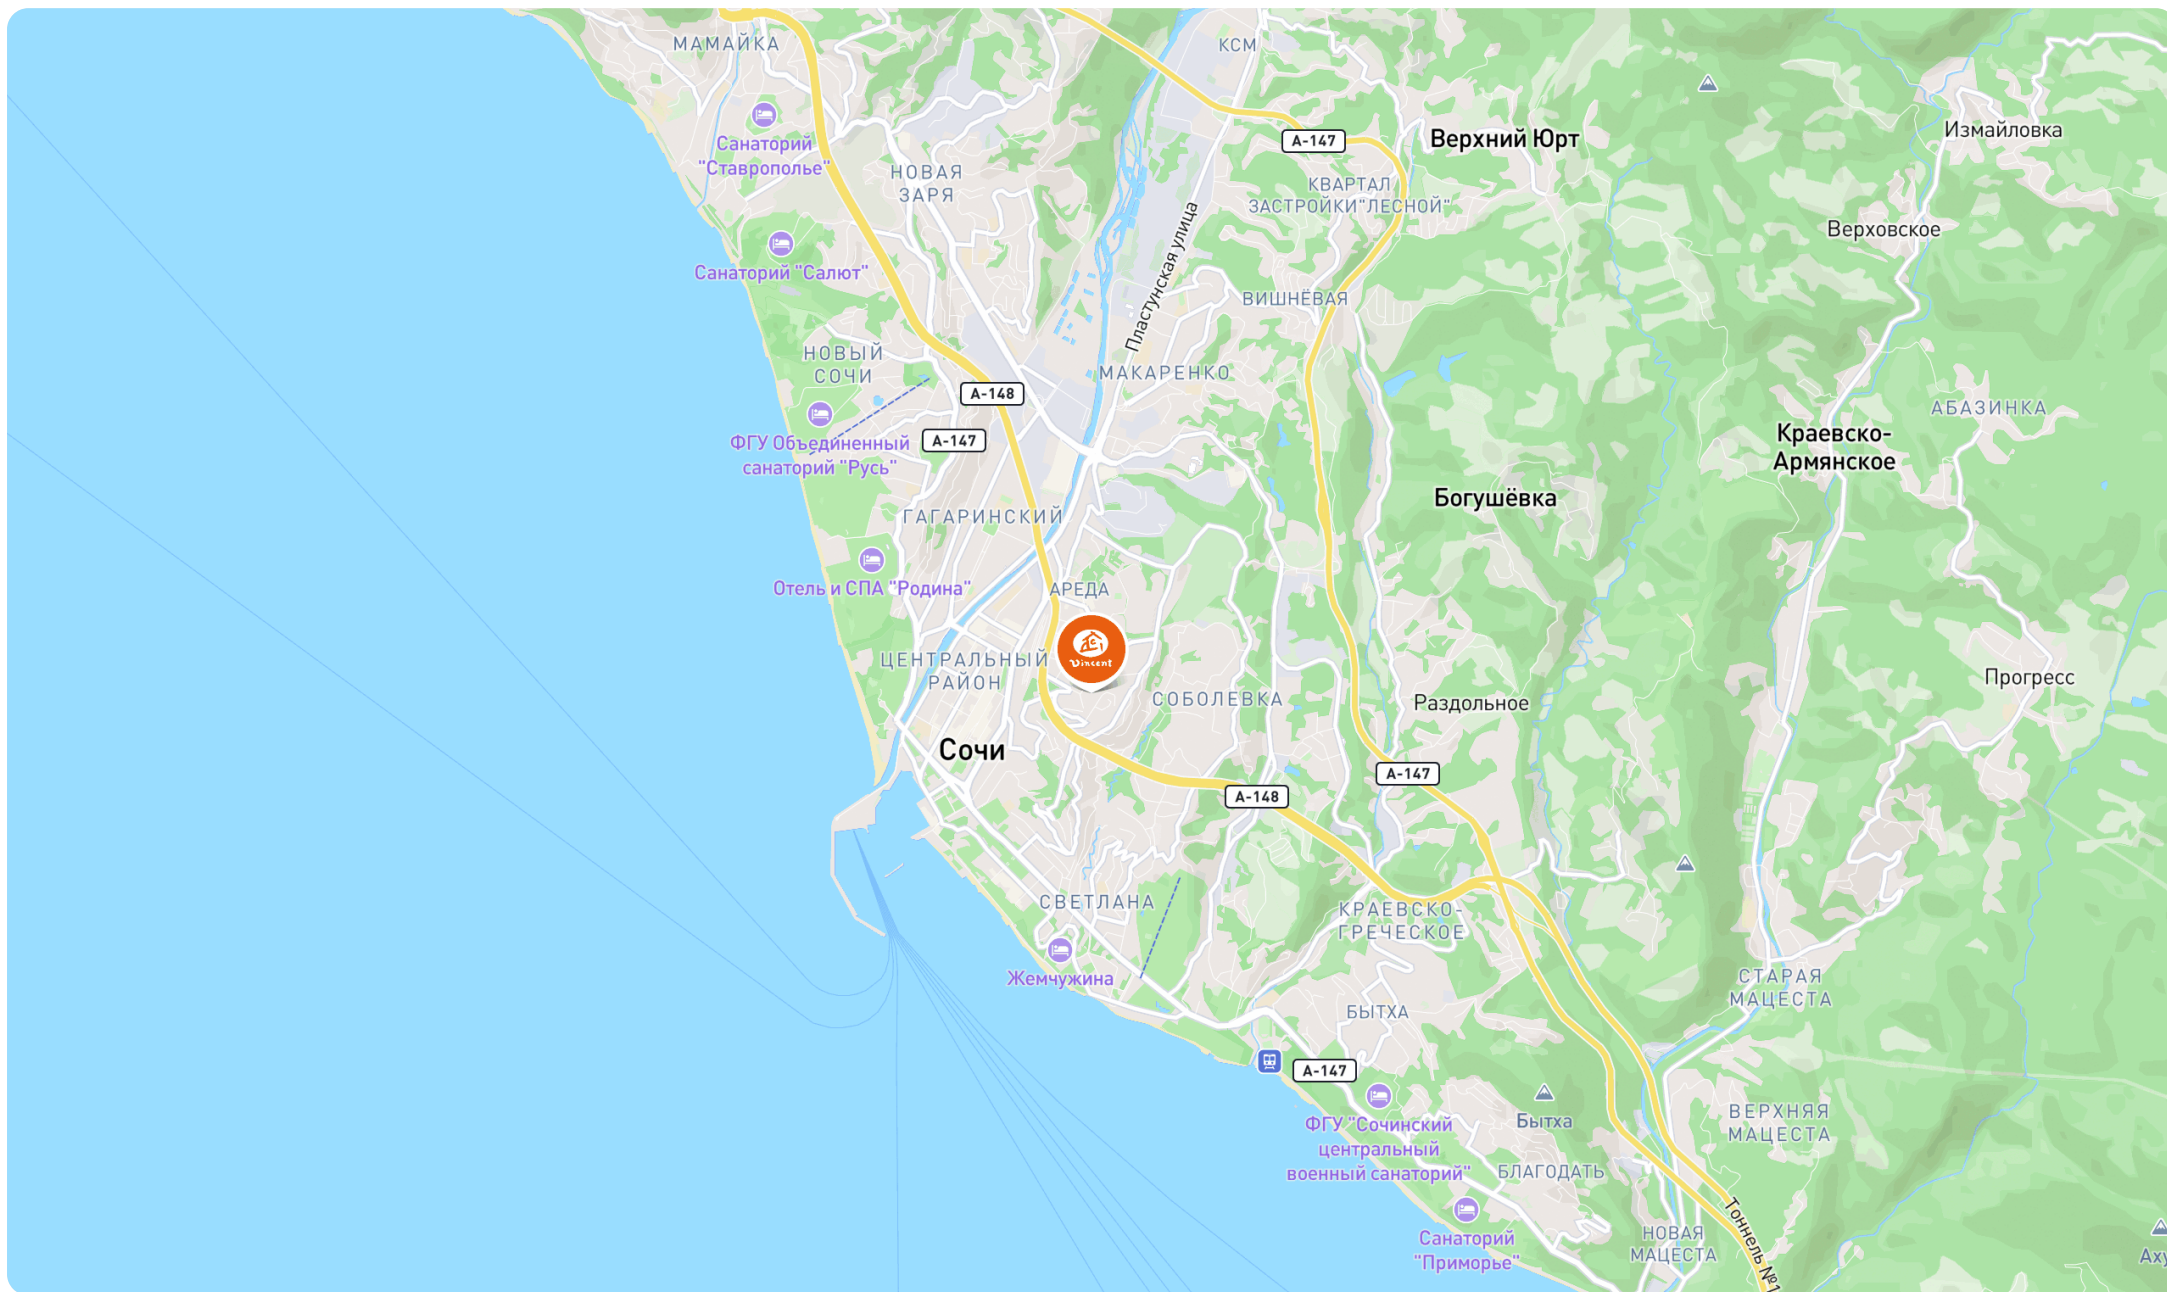 МАМАЙКА
КСМ
Санаторий
"Ставрополье"
А-147
Верхний Юрт
Измайловка
НОВАЯ
ЗАРЯ
КВАРТАЛ
ЗАСТРОЙКИ"ЛЕСНОЙ"
Верховское
Санаторий "Салют"
Пластунская улица
ВИШНЁВАЯ
НОВЫЙ
СОЧИ
МАКАРЕНКО
А-148
АБАЗИНКА
ФГУ Объединенный
санаторий "Русь"
А-147
Краевско-
Армянское
Богушёвка
ГАГАРИНСКИЙ
Отель и СПА "Родина"
АРЕДА
Vincent
ЦЕНТРАЛЬНЫЙ
РАЙОН
СОБОЛЕВКА
Раздольное
Прогресс
Сочи
А-147
А-148
СВЕТЛАНА
КРАЕВСКО-
ГРЕЧЕСКОЕ
Жемчужина
СТАРАЯ
МАЦЕСТА
БЫТХА
А-147
ФГУ "Сочинский
центральный
военный санаторий"
Бытха
ВЕРХНЯЯ
МАЦЕСТА
БЛАГОДАТЬ
Санаторий
"Приморье"
НОВАЯ
МАЦЕСТА
Тоннель №1
Аху